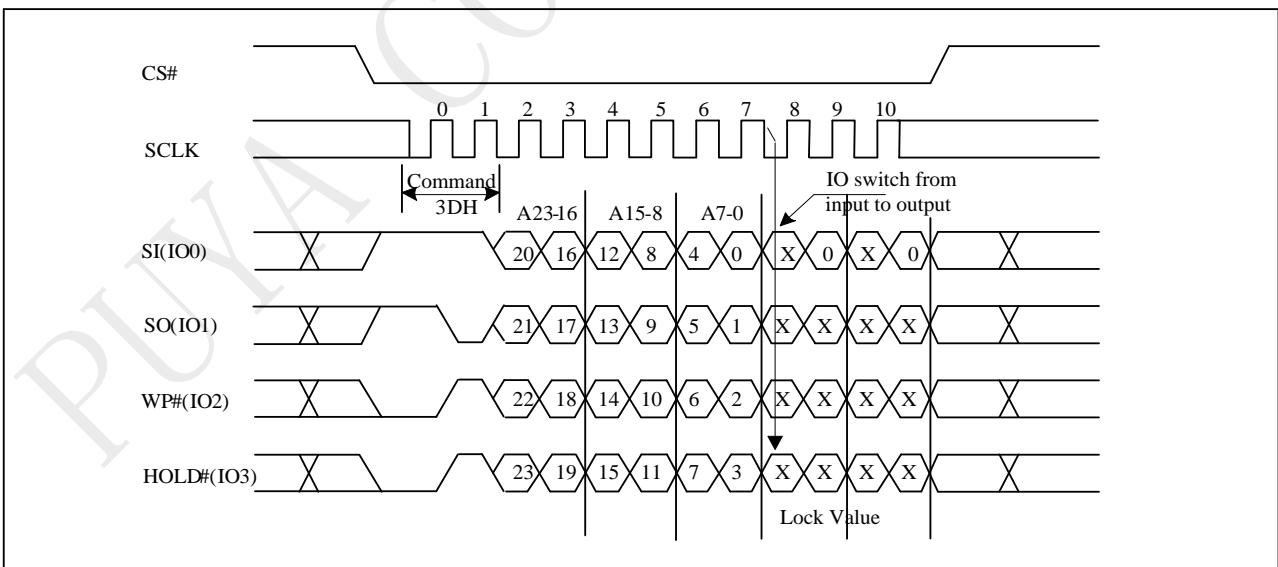 PUYA CO
CS#
0 1 2 3 4 5 6 7 8 9 10
SCLK
Command
3DH
IO switch from
input to output
A23-16 A15-8 A7-0
SI(IO0) 20 16 12 8 4 0 X 0 X 0
SO(IO1) 21 17 13 9 5 1 X X X X
WP#(IO2) 22 18 14 10 6 2 X X X X
HOLD#(IO3) 23 19 15 11 7 3 X X X X
Lock Value